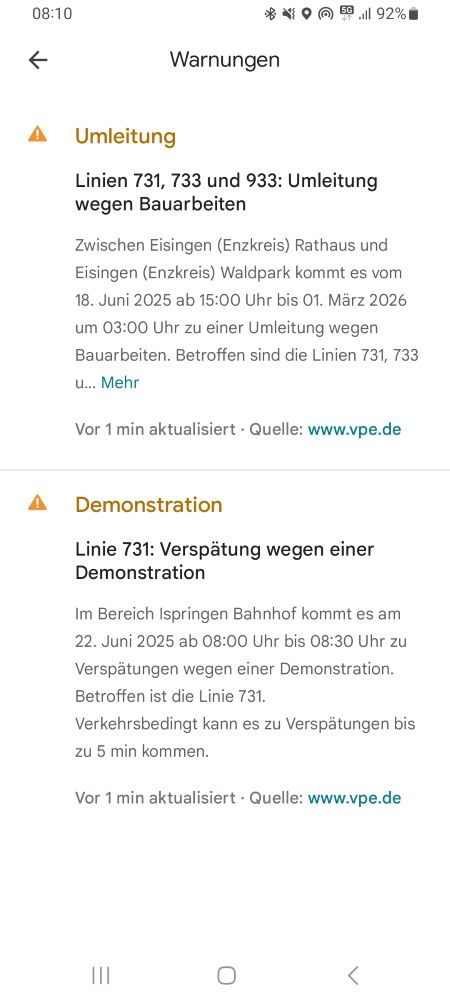 08:10
5G
92%
Warnungen
Umleitung
Linien 731, 733 und 933: Umleitung
wegen Bauarbeiten
Zwischen Eisingen (Enzkreis) Rathaus und
Eisingen (Enzkreis) Waldpark kommt es vom
18. Juni 2025 ab 15:00 Uhr bis 01. März 2026
um 03:00 Uhr zu einer Umleitung wegen
Bauarbeiten. Betroffen sind die Linien 731, 733
u... Mehr
Vor 1 min aktualisiert · Quelle: www.vpe.de
Demonstration
Linie 731: Verspätung wegen einer
Demonstration
Im Bereich Ispringen Bahnhof kommt es am
22. Juni 2025 ab 08:00 Uhr bis 08:30 Uhr zu
Verspätungen wegen einer Demonstration.
Betroffen ist die Linie 731.
Verkehrsbedingt kann es zu Verspätungen bis
zu 5 min kommen.
Vor 1 min aktualisiert · Quelle: www.vpe.de